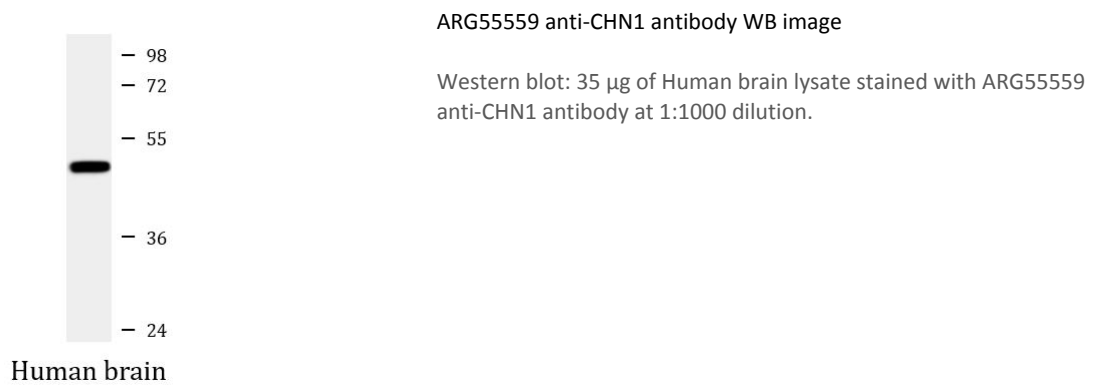 ARG55559 anti-CHN1 antibody WB image
Western blot: 35 µg of Human brain lysate stained with ARG55559
anti-CHN1 antibody at 1:1000 dilution.
98
72
55
36
24
Human brain